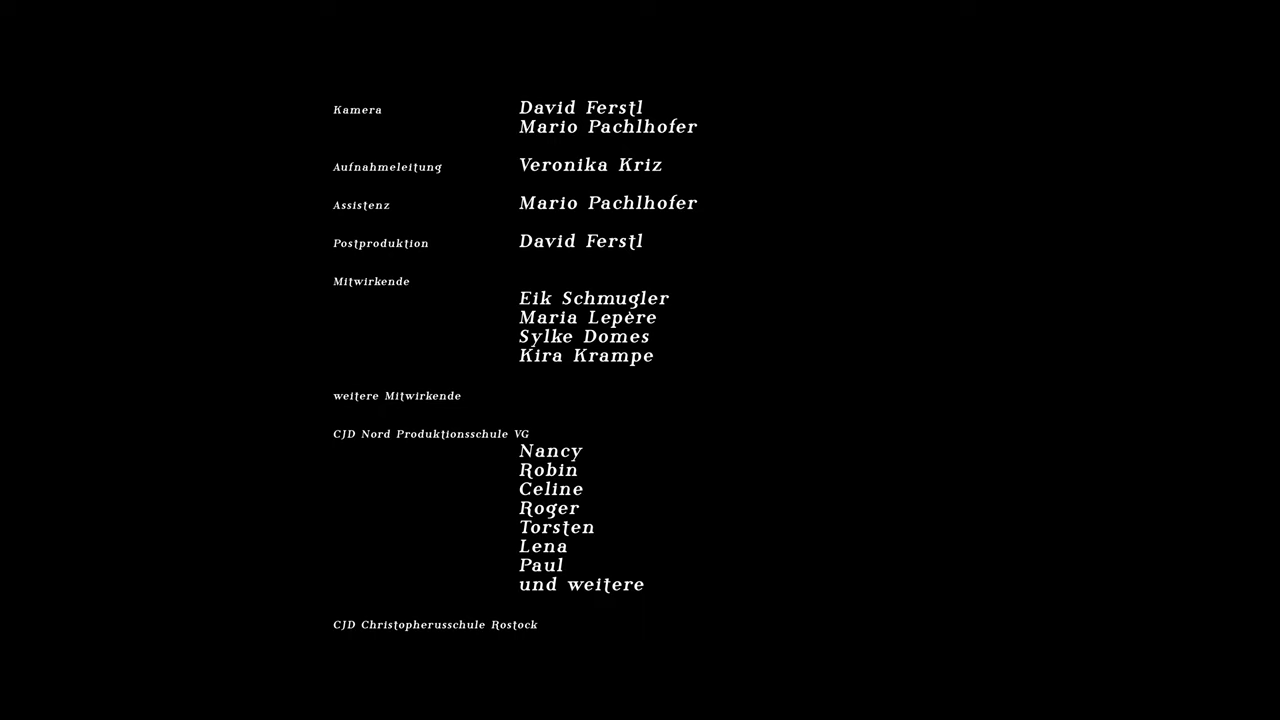 Kamera David Ferstl
Mario Pachlhofer
Aufnahmeleitung Veronika Kriz
Assistenz Mario Pachlhofer
Postproduktion David Ferstl
Mitwirkende
Eik Schmugler
Maria Lepère
Sylke Domes
Kira Krampe
weitere Mitwirkende
CJD Nord Produktionsschule VG
Nancy
Robin
Celine
Roger
Torsten
Lena
Paul
und weitere
CJD Christopherusschule Rostock